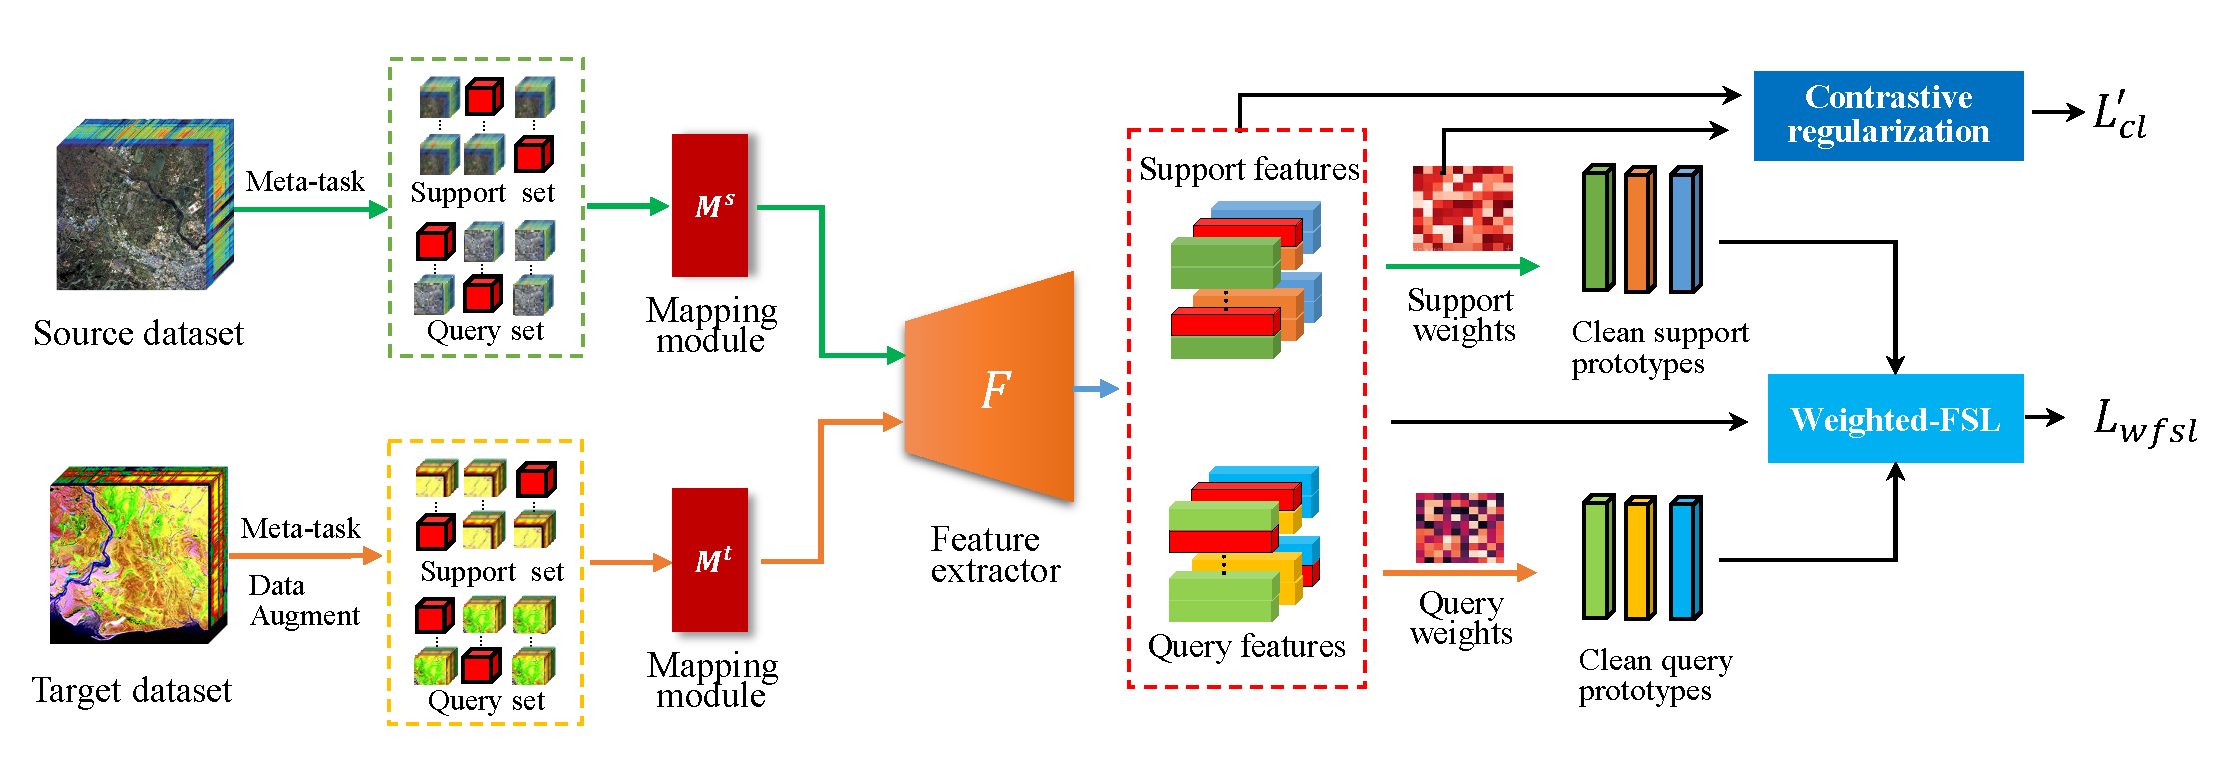 Source dataset
Meta-task
Support set
Query set
M^s
Mapping
module
Target dataset
Meta-task
Data
Augment
Support set
Query set
M^t
Mapping
module
F
Feature
extractor
Support features
Query features
Support
weights
Query
weights
Clean support
prototypes
Clean query
prototypes
Contrastive
regularization
L'_{cl}
Weighted-FSL
L_{wfsl}